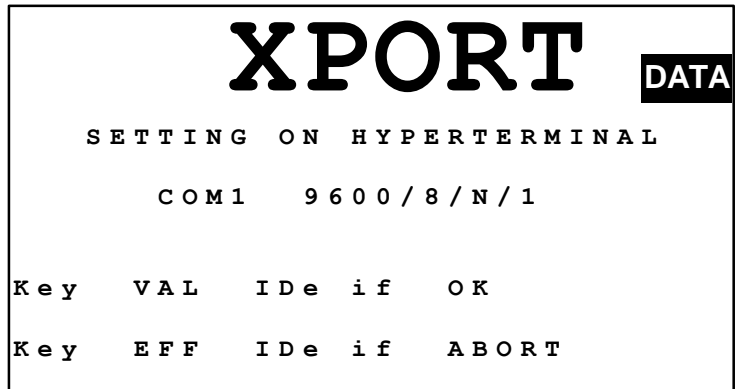 XPORT
DATA
SETTING ON HYPERTERMINAL
COM1 9600/8/N/1
Key VAL IDe if OK
Key EFF IDe if ABORT